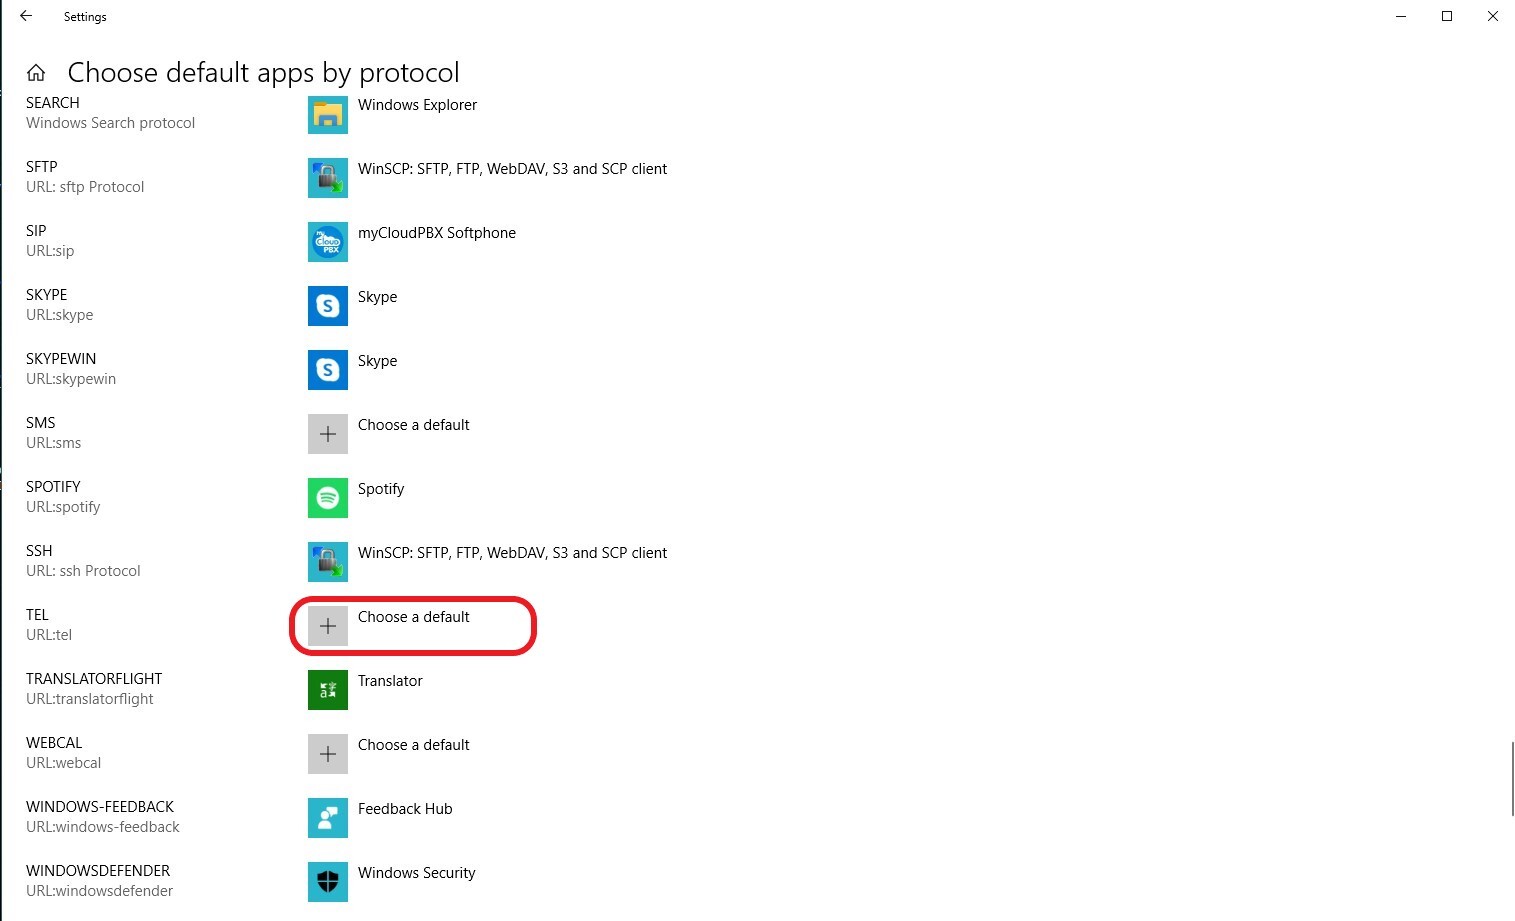 Settings
Choose default apps by protocol
SEARCH
Windows Search protocol
Windows Explorer
SFTP
URL: sftp Protocol
WinSCP: SFTP, FTP, WebDAV, S3 and SCP client
SIP
URL:sip
my
Cloud
PBX
myCloudPBX Softphone
SKYPE
URL:skype
Skype
SKYPEWIN
URL:skypewin
Skype
SMS
URL:sms
Choose a default
SPOTIFY
URL:spotify
Spotify
SSH
URL: ssh Protocol
WinSCP: SFTP, FTP, WebDAV, S3 and SCP client
TEL
URL:tel
Choose a default
TRANSLATORFLIGHT
URL:translatorflight
Translator
WEBCAL
URL:webcal
Choose a default
WINDOWS-FEEDBACK
URL:windows-feedback
Feedback Hub
WINDOWSDEFENDER
URL:windowsdefender
Windows Security